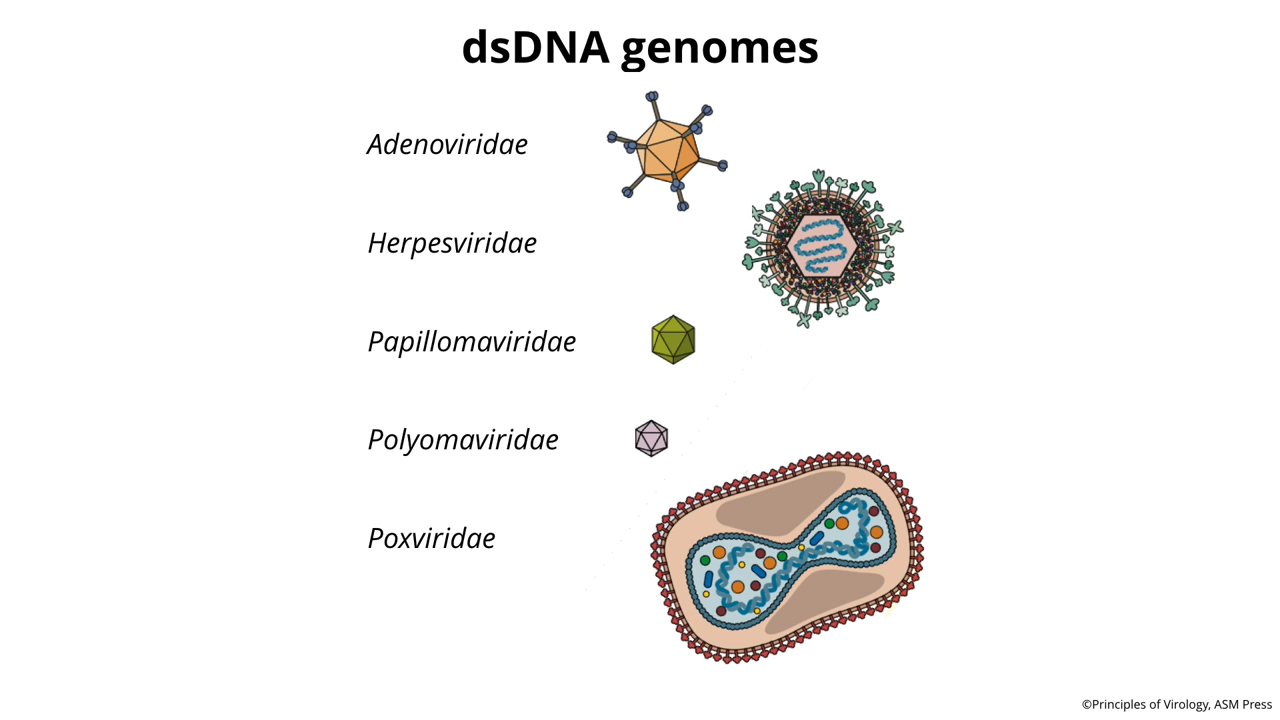 dsDNA genomes
Adenoviridae
Herpesviridae
Papillomaviridae
Polyomaviridae
Poxviridae
©Principles of Virology, ASM Press